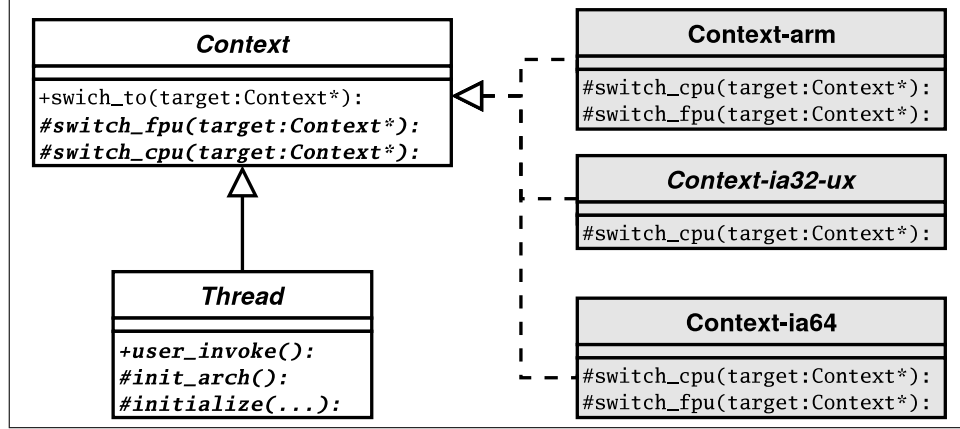 Context
+swich_to(target:Context*):
#switch_fpu(target:Context*):
#switch_cpu(target:Context*):
Thread
+user_invoke():
#init_arch():
#initialize(...):
Context-arm
#switch_cpu(target:Context*):
#switch_fpu(target:Context*):
Context-ia32-ux
#switch_cpu(target:Context*):
Context-ia64
#switch_cpu(target:Context*):
#switch_fpu(target:Context*):